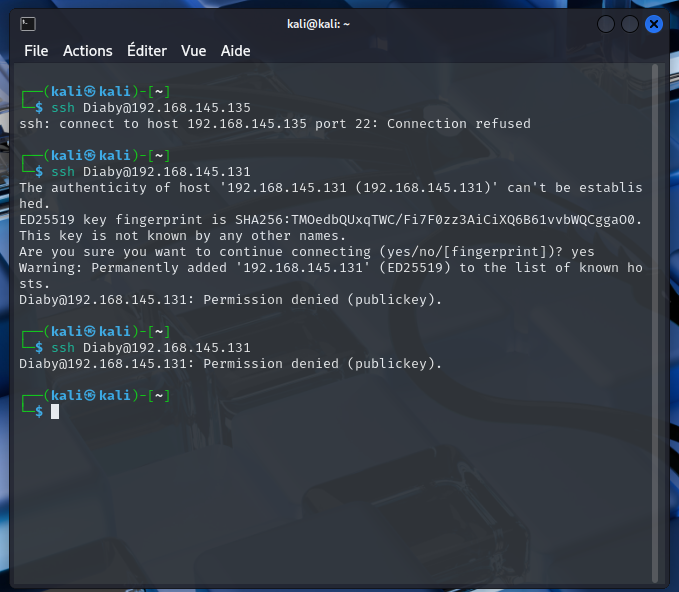 kali@kali: ~
File Actions Éditer Vue Aide
┌──(kali㉿kali)-[~]
└─$ ssh Diaby@192.168.145.135
ssh: connect to host 192.168.145.135 port 22: Connection refused
┌──(kali㉿kali)-[~]
└─$ ssh Diaby@192.168.145.131
The authenticity of host '192.168.145.131 (192.168.145.131)' can't be establis
hed.
ED25519 key fingerprint is SHA256:TMOedbQUxqTWC/Fi7F0zz3AiCiXQ6B61vvbWQCggaO0.
This key is not known by any other names.
Are you sure you want to continue connecting (yes/no/[fingerprint])? yes
Warning: Permanently added '192.168.145.131' (ED25519) to the list of known ho
sts.
Diaby@192.168.145.131: Permission denied (publickey).
┌──(kali㉿kali)-[~]
└─$ ssh Diaby@192.168.145.131
Diaby@192.168.145.131: Permission denied (publickey).
┌──(kali㉿kali)-[~]
└─$